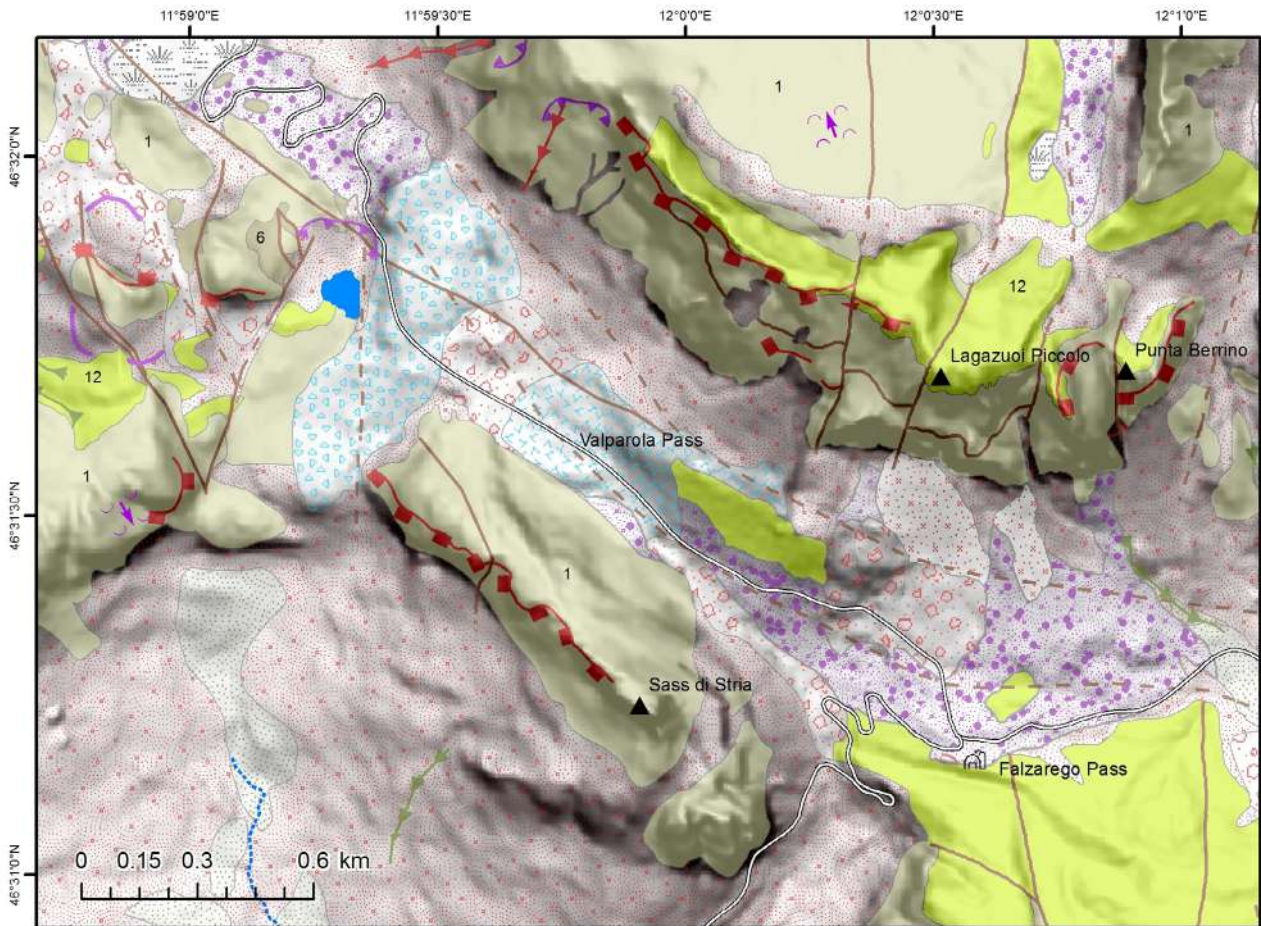 11°59'0"E
11°59'30"E
12°0'0"E
12°0'30"E
12°1'0"E
46°32'0"N
46°31'30"N
46°31'0"N
1
1
1
6
12
12
Lagazuoi Piccolo
Punta Berrino
Valparola Pass
1
1
Sass di Stria
Falzarego Pass
0 0.15 0.3 0.6 km